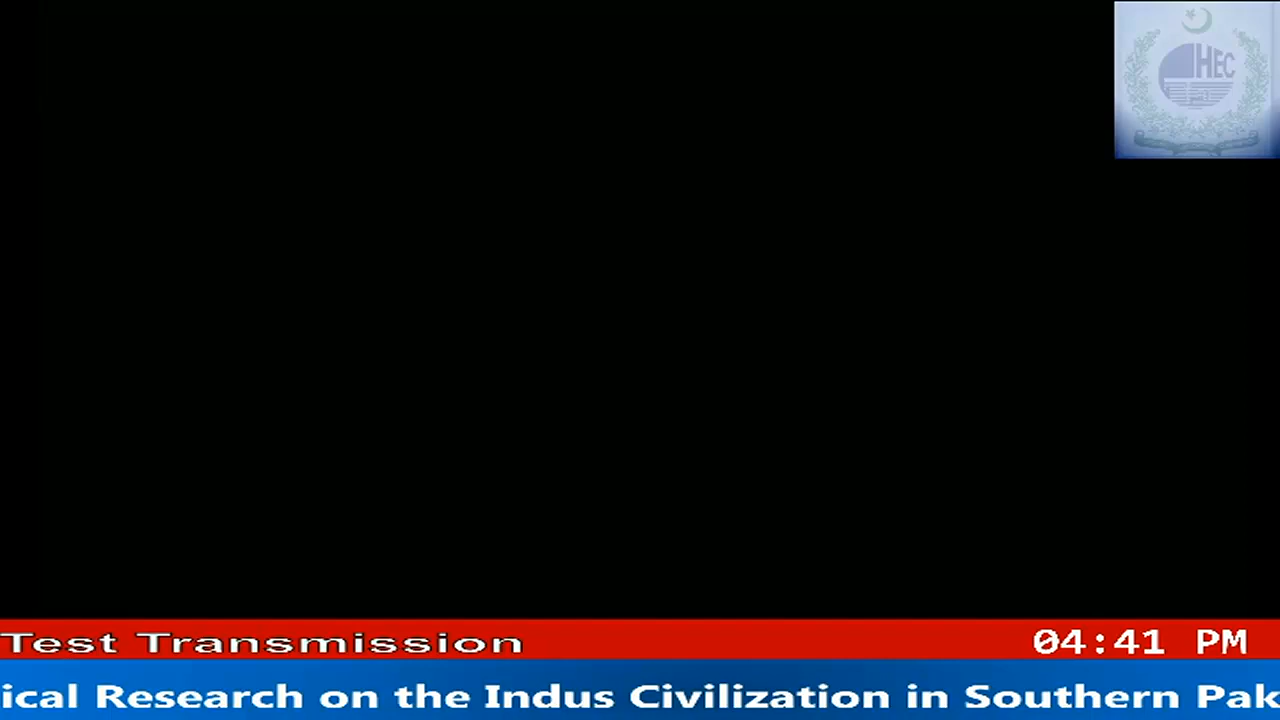 HEC
Test Transmission
04:41 PM
ical Research on the Indus Civilization in Southern Pak